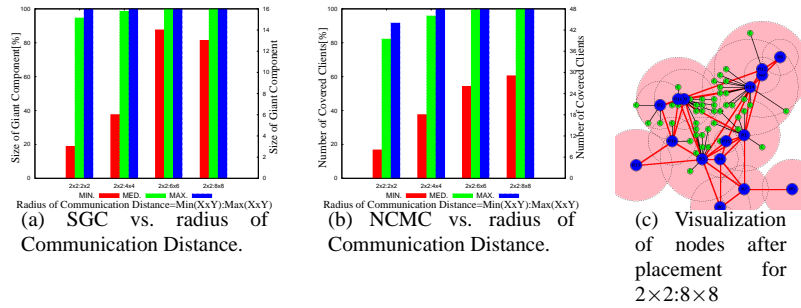 100
80
60
40
20
0
Size of Giant Component[%]
16
14
12
10
8
6
4
2
0
Size of Giant
Component
2x2:2x2 2x2:4x4 2x2:6x6 2x2:8x8
MIN. MED. MAX.
Radius of Communication Distance=Min(XxY):Max(XxY)
(a) SGC vs. radius of
Communication Distance.
100
80
60
40
20
0
Number of Covered Clients[%]
48
42
36
30
24
18
12
6
0
Number of Covered Clients
2x2:2x2 2x2:4x4 2x2:6x6 2x2:8x8
MIN. MED. MAX.
Radius of Communication Distance=Min(XxY):Max(XxY)
(b) NCMC vs. radius of
Communication Distance.
(c) Visualization
of nodes after
placement for
2×2:8×8